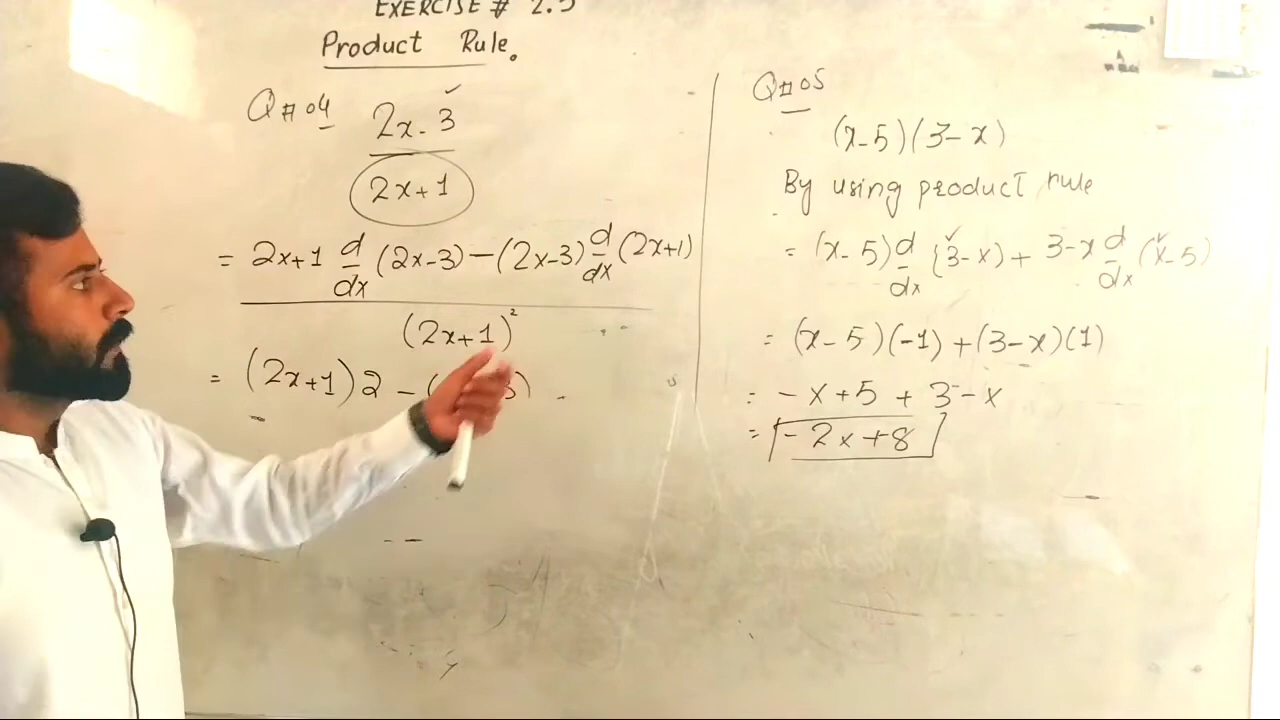 EXERCISE # 2.5
Product Rule.
Q # 04
2x - 3
2x + 1
= 2x+1 d/dx (2x-3) - (2x-3) d/dx (2x+1)
(2x+1)²
= (2x+1)2 - (
Q # 05
(x-5)(3-x)
By using product rule
= (x-5) d/dx (3-x) + 3-x d/dx (x-5)
= (x-5)(-1) + (3-x)(1)
= -x+5 + 3-x
= -2x+8